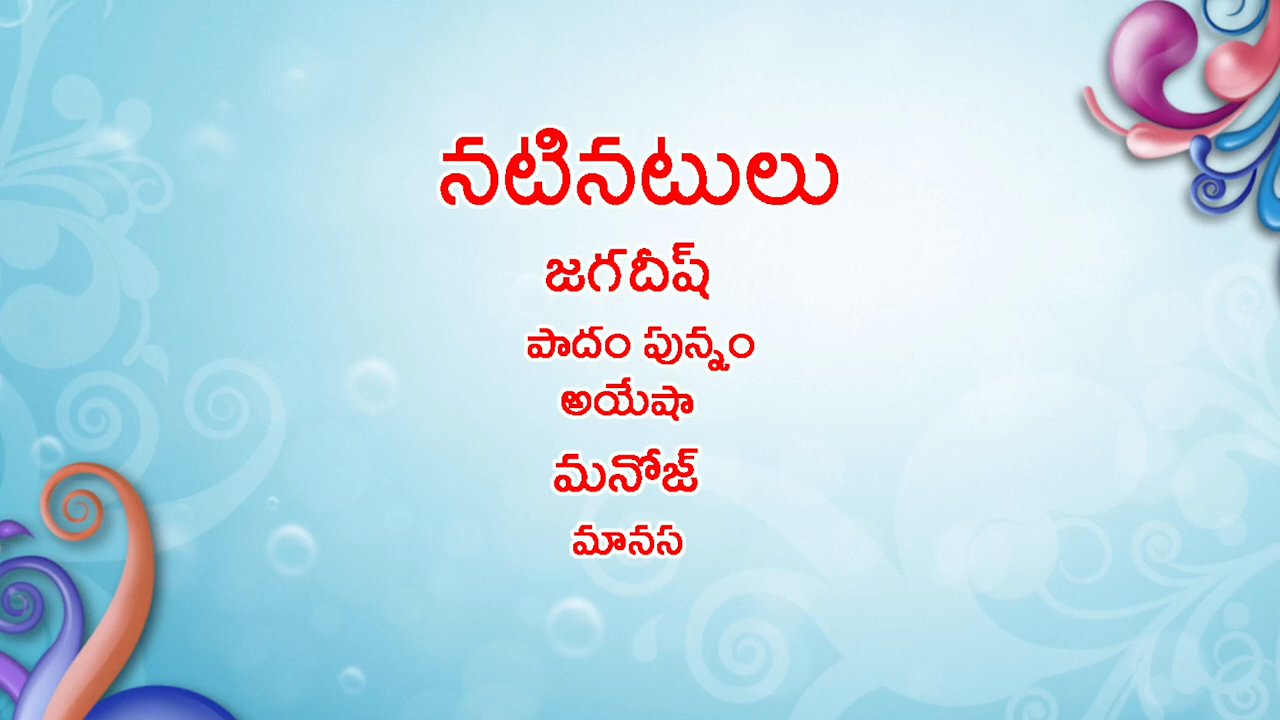 నటినటులు
జగదీష్
పాదం పున్నం
అయేషా
మనోజ్
మానస